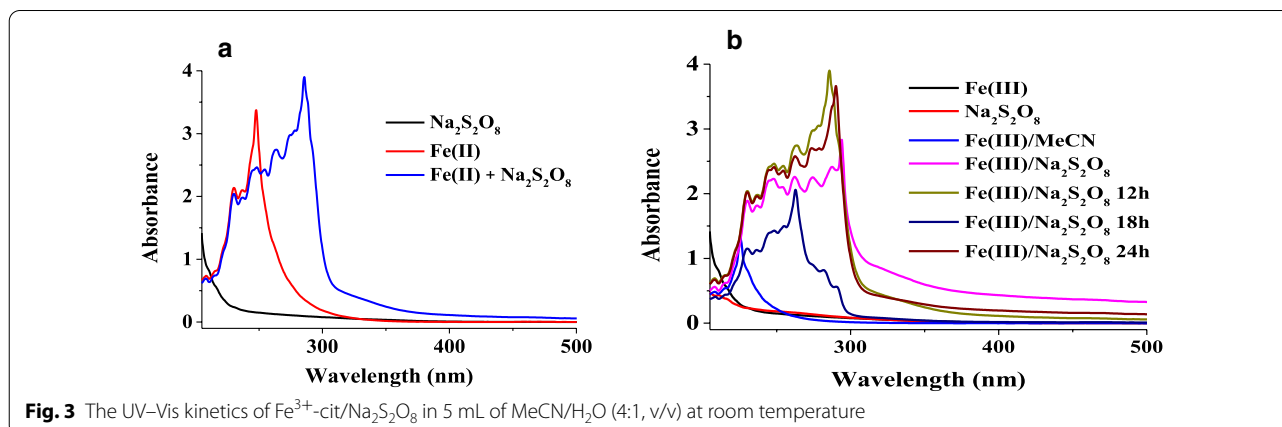 a
4
3
2
1
0
Absorbance
300
400
500
Wavelength (nm)
Na₂S₂O₈
Fe(II)
Fe(II) + Na₂S₂O₈
b
4
3
2
1
0
Absorbance
300
400
500
Wavelength (nm)
Fe(III)
Na₂S₂O₈
Fe(III)/MeCN
Fe(III)/Na₂S₂O₈
Fe(III)/Na₂S₂O₈ 12h
Fe(III)/Na₂S₂O₈ 18h
Fe(III)/Na₂S₂O₈ 24h
Fig. 3 The UV–Vis kinetics of Fe³⁺-cit/Na₂S₂O₈ in 5 mL of MeCN/H₂O (4:1, v/v) at room temperature